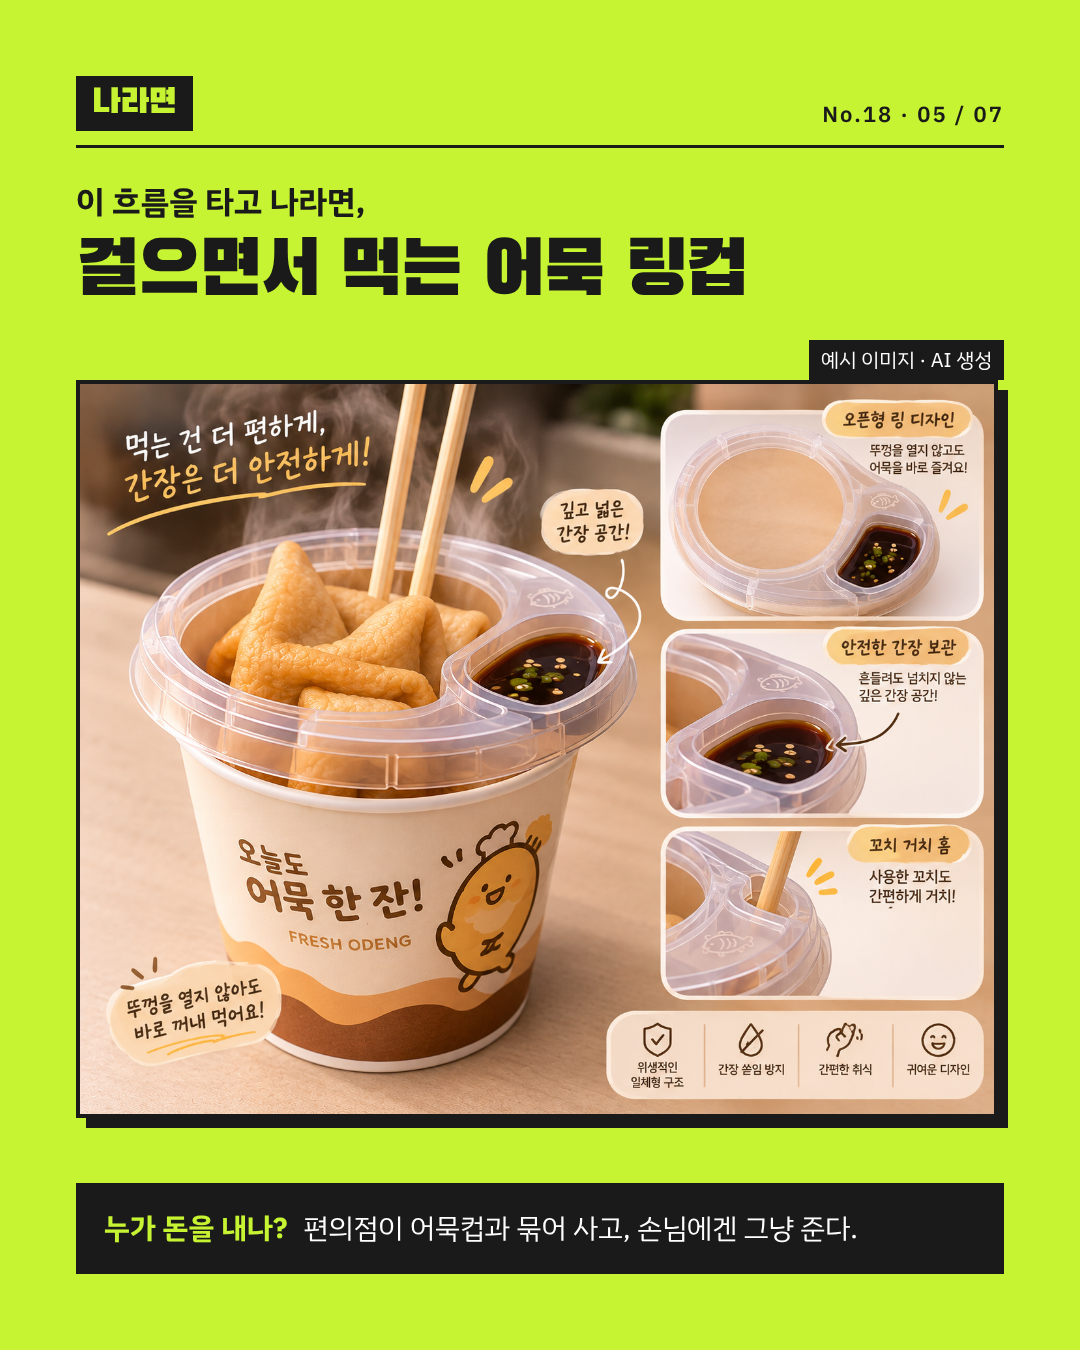 나라면
No.18 · 05 / 07
이 흐름을 타고 나라면,
걸으면서 먹는 어묵 링컵
예시 이미지 · AI 생성
먹는 건 더 편하게,
간장은 더 안전하게!
깊고 넓은
간장 공간!
오늘도
어묵 한 잔!
FRESH ODENG
뚜껑을 열지 않아도
바로 꺼내 먹어요!
오픈형 링 디자인
뚜껑을 열지 않고도
어묵을 바로 즐겨요!
안전한 간장 보관
흔들려도 넘치지 않는
깊은 간장 공간!
꼬치 거치 홈
사용한 꼬치도
간편하게 거치!
위생적인
일체형 구조
간장 쏟임 방지
간편한 취식
귀여운 디자인
누가 돈을 내나? 편의점이 어묵컵과 묶어 사고, 손님에겐 그냥 준다.